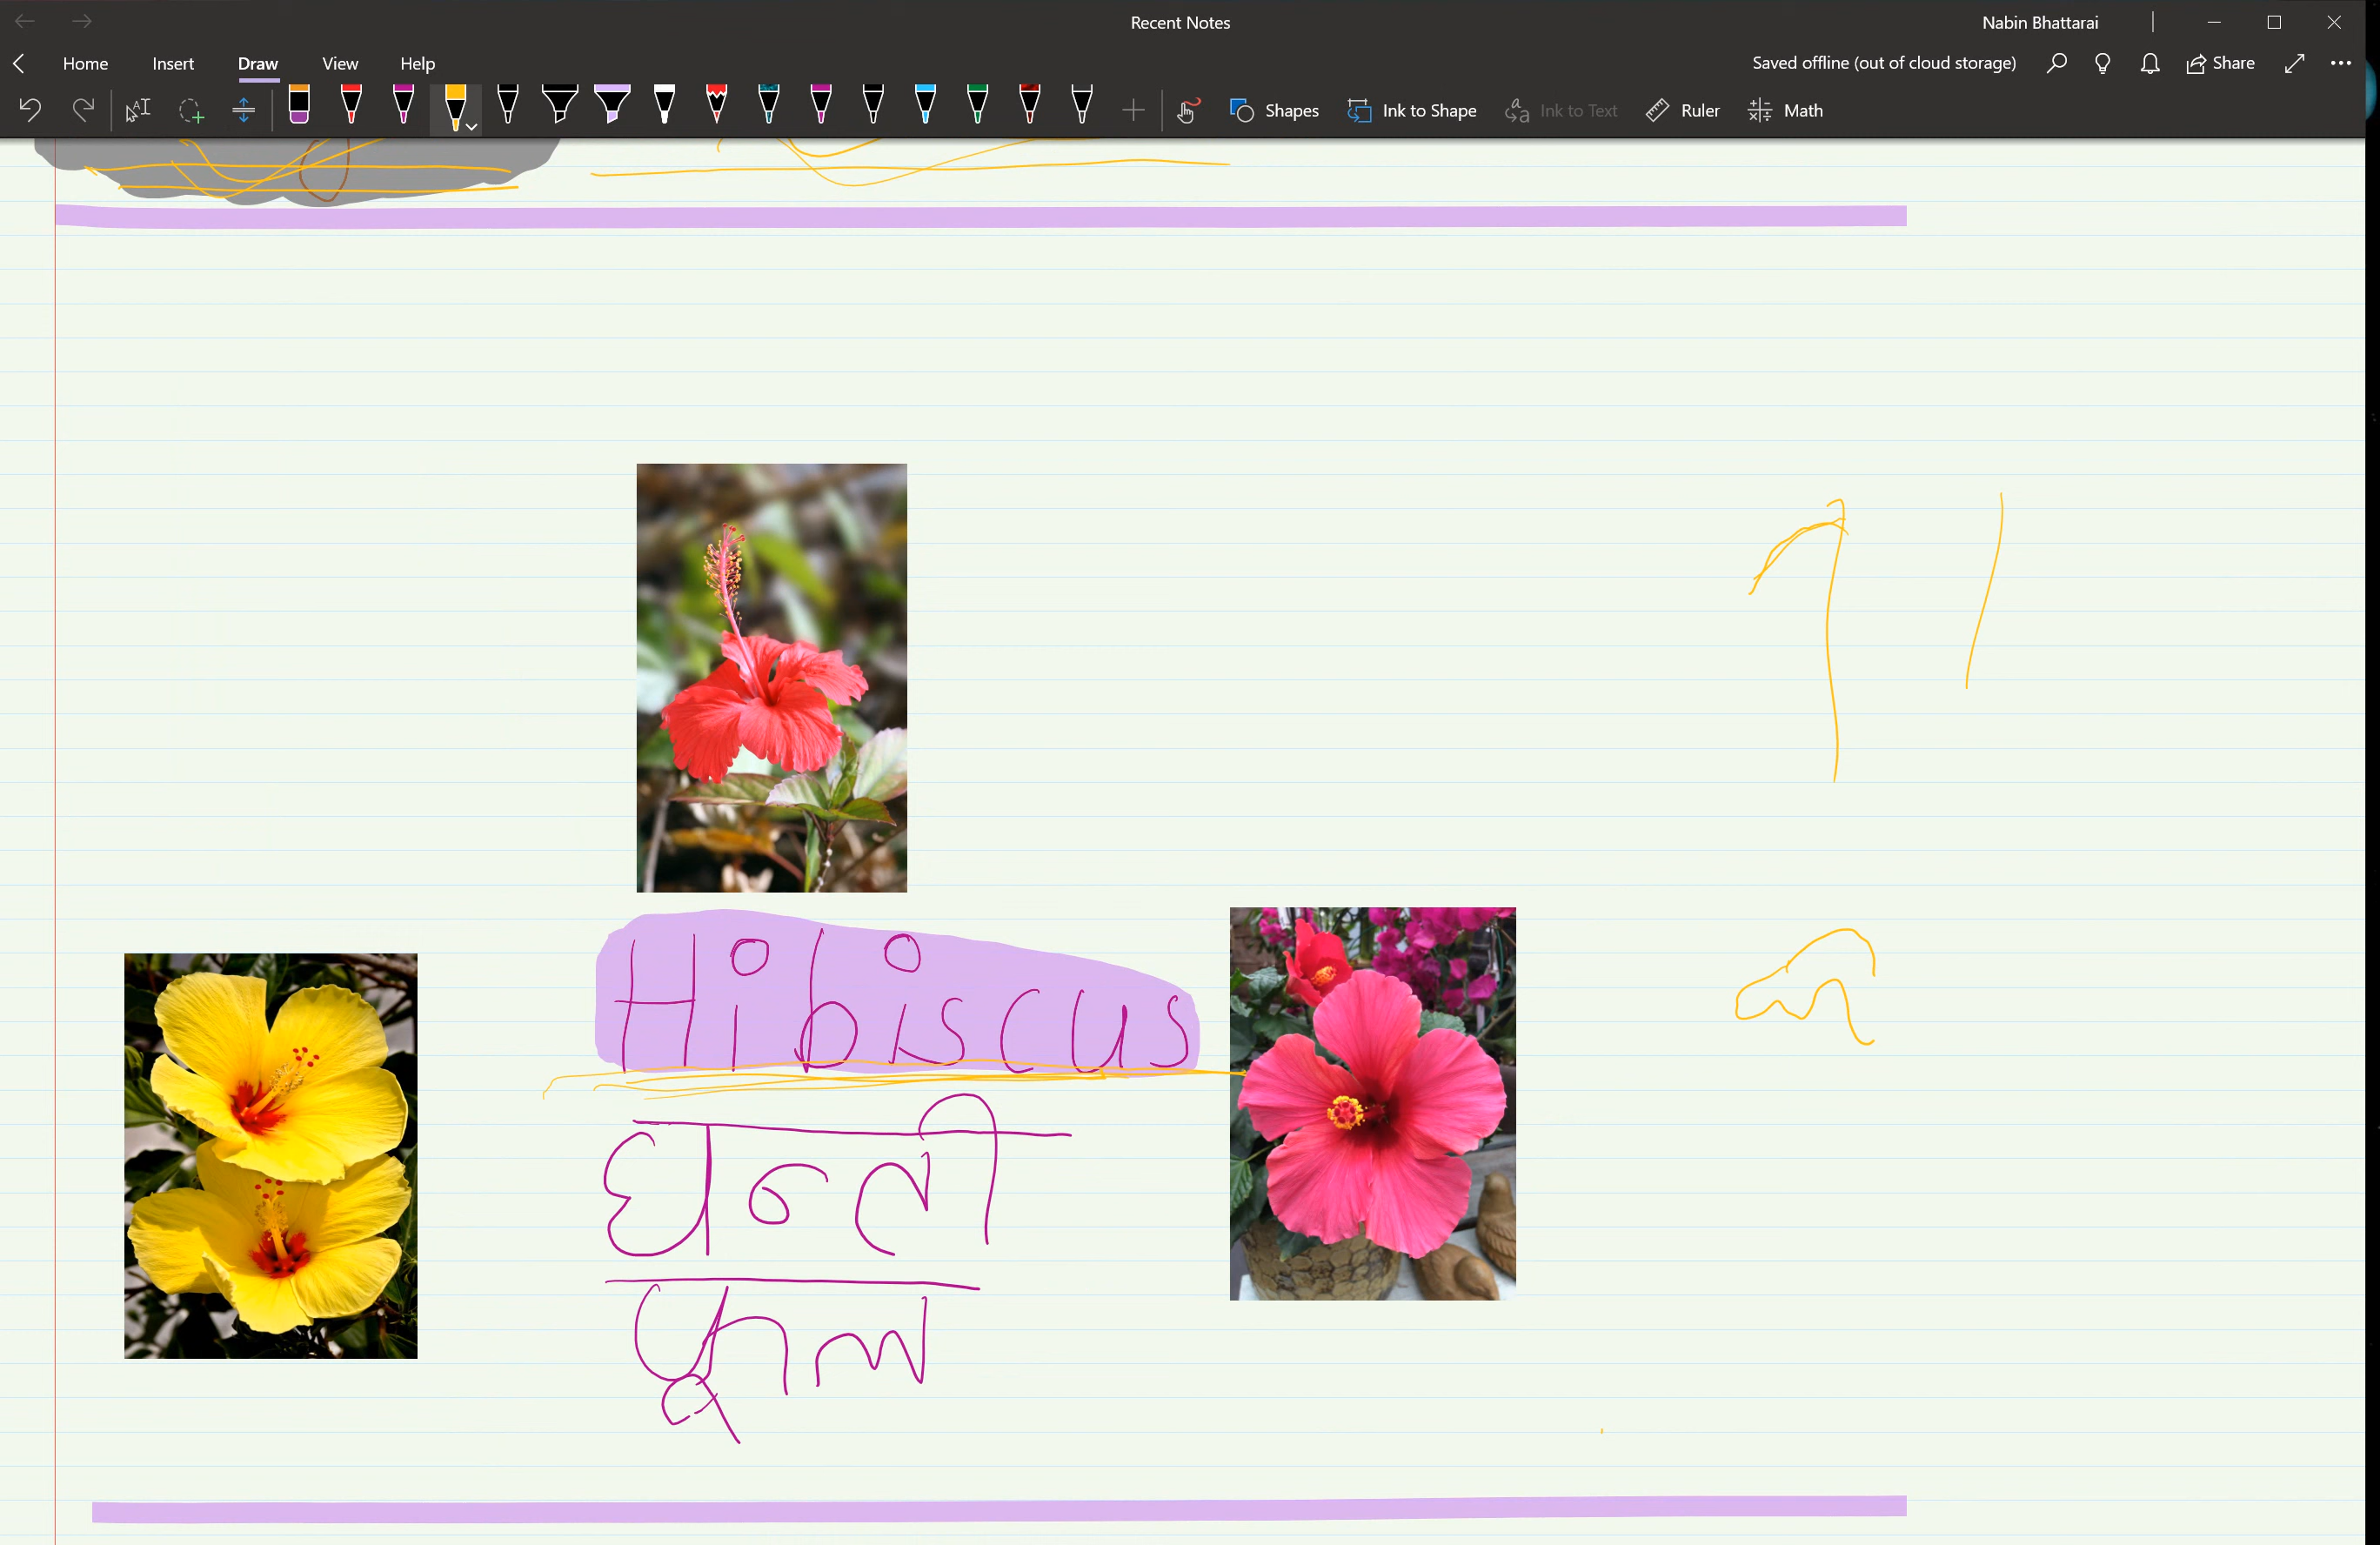 Recent Notes
Nabin Bhattarai
Home Insert Draw View Help
Saved offline (out of cloud storage)
Share
Shapes
Ink to Shape
Ink to Text
Ruler
Math
Hibiscus
घन्टी
फूल